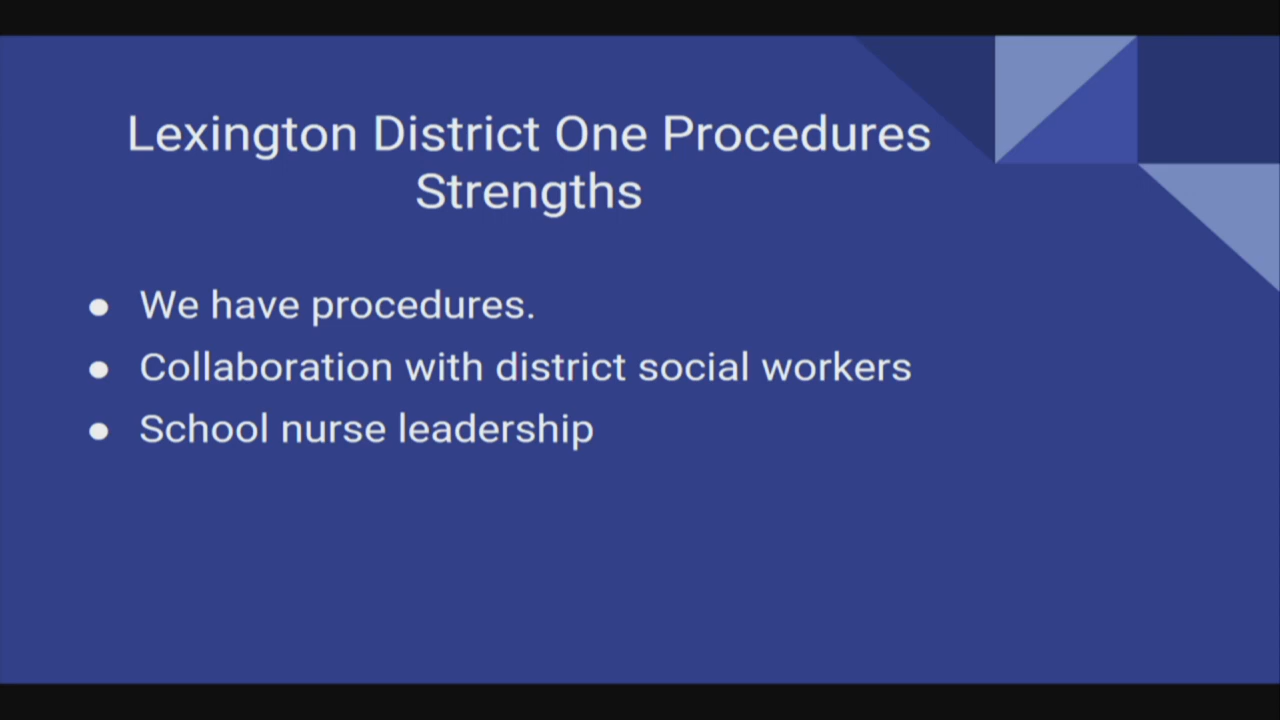 Lexington District One Procedures
Strengths
● We have procedures.
● Collaboration with district social workers
● School nurse leadership